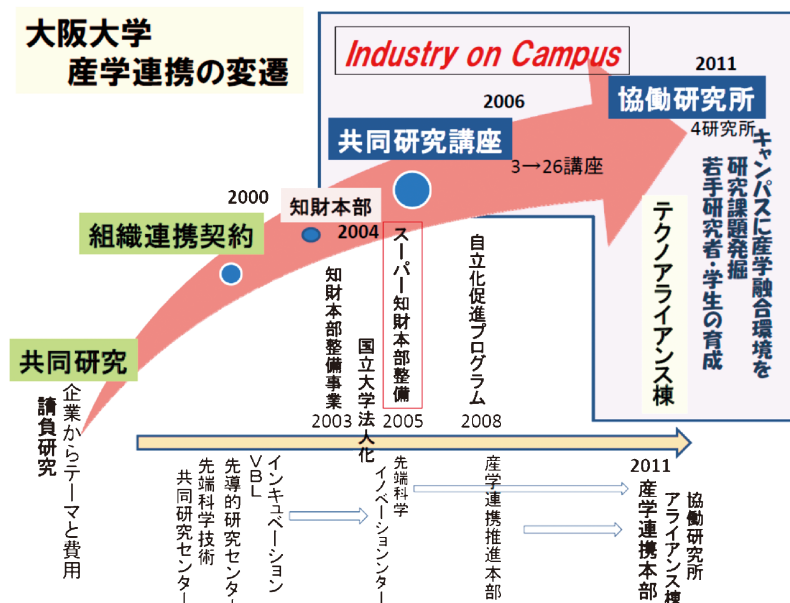 大阪大学
産学連携の変遷
Industry on Campus
2011
協働研究所
4研究所
2006
共同研究講座
3→26講座
2000
知財本部
2004
組織連携契約
共同研究
企業からテーマと費用
請負研究
キャンパスに産学融合環境を
研究課題発掘
若手研究者・学生の育成
テクノアライアンス棟
自立化促進プログラム
2008
スーパー知財本部整備
2005
国立大学法人化
知財本部整備事業
2003
インキュベーション
VBL
先導的研究センター
先端科学技術
共同研究センター
先端科学
イノベーションンター
産学連携推進本部
2011
産学連携本部
協働研究所
アライアンス棟